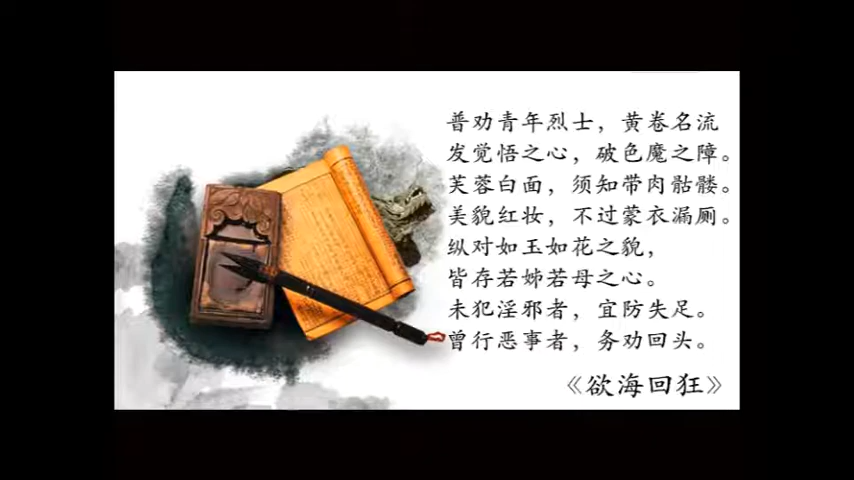 普劝青年烈士，黄卷名流
发觉悟之心，破色魔之障。
芙蓉白面，须知带肉骷髅。
美貌红妆，不过蒙衣漏厕。
纵对如玉如花之貌，
皆存若姊若母之心。
未犯淫邪者，宜防失足。
曾行恶事者，务劝回头。
《欲海回狂》